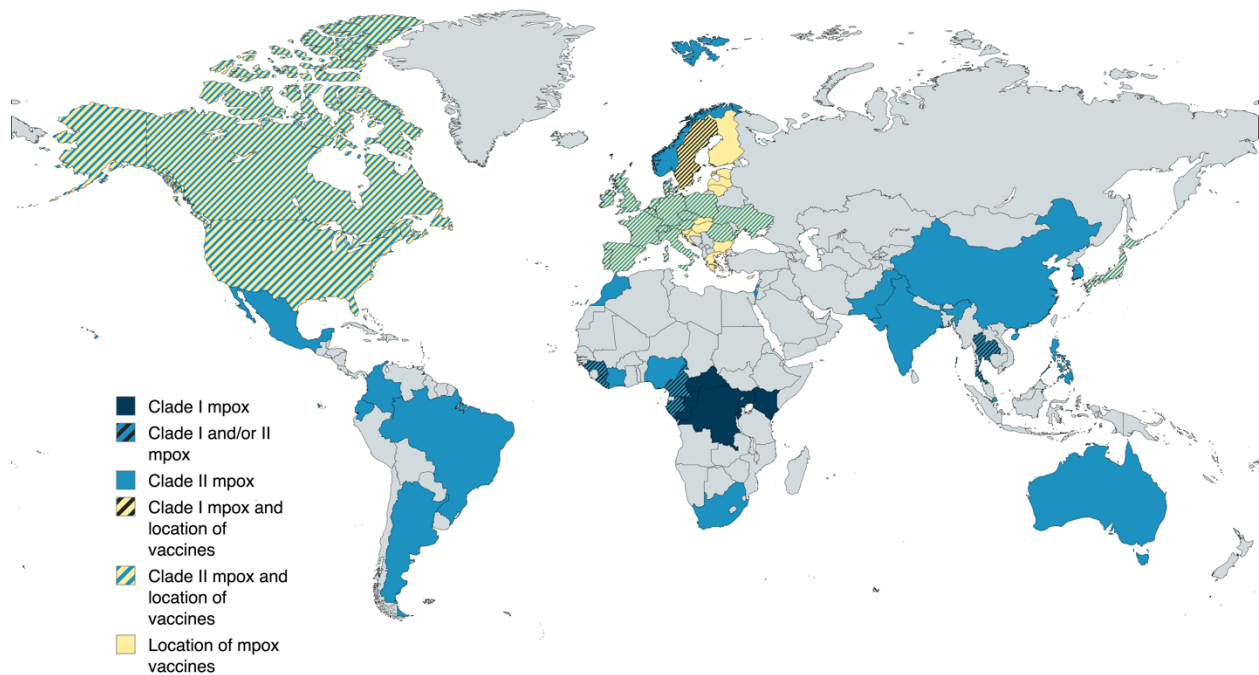 Clade I mpox
Clade I and/or II
mpox
Clade II mpox
Clade I mpox and
location of
vaccines
Clade II mpox and
location of
vaccines
Location of mpox
vaccines